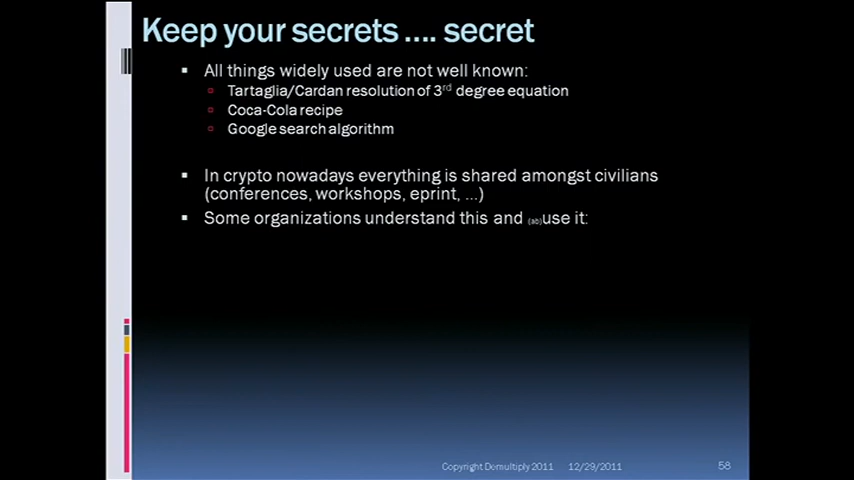 Keep your secrets .... secret
All things widely used are not well known:
Tartaglia/Cardan resolution of 3rd degree equation
Coca-Cola recipe
Google search algorithm
In crypto nowadays everything is shared amongst civilians
(conferences, workshops, eprint, ...)
Some organizations understand this and (ab)use it:
Copyright Demultiply 2011 12/29/2011 58